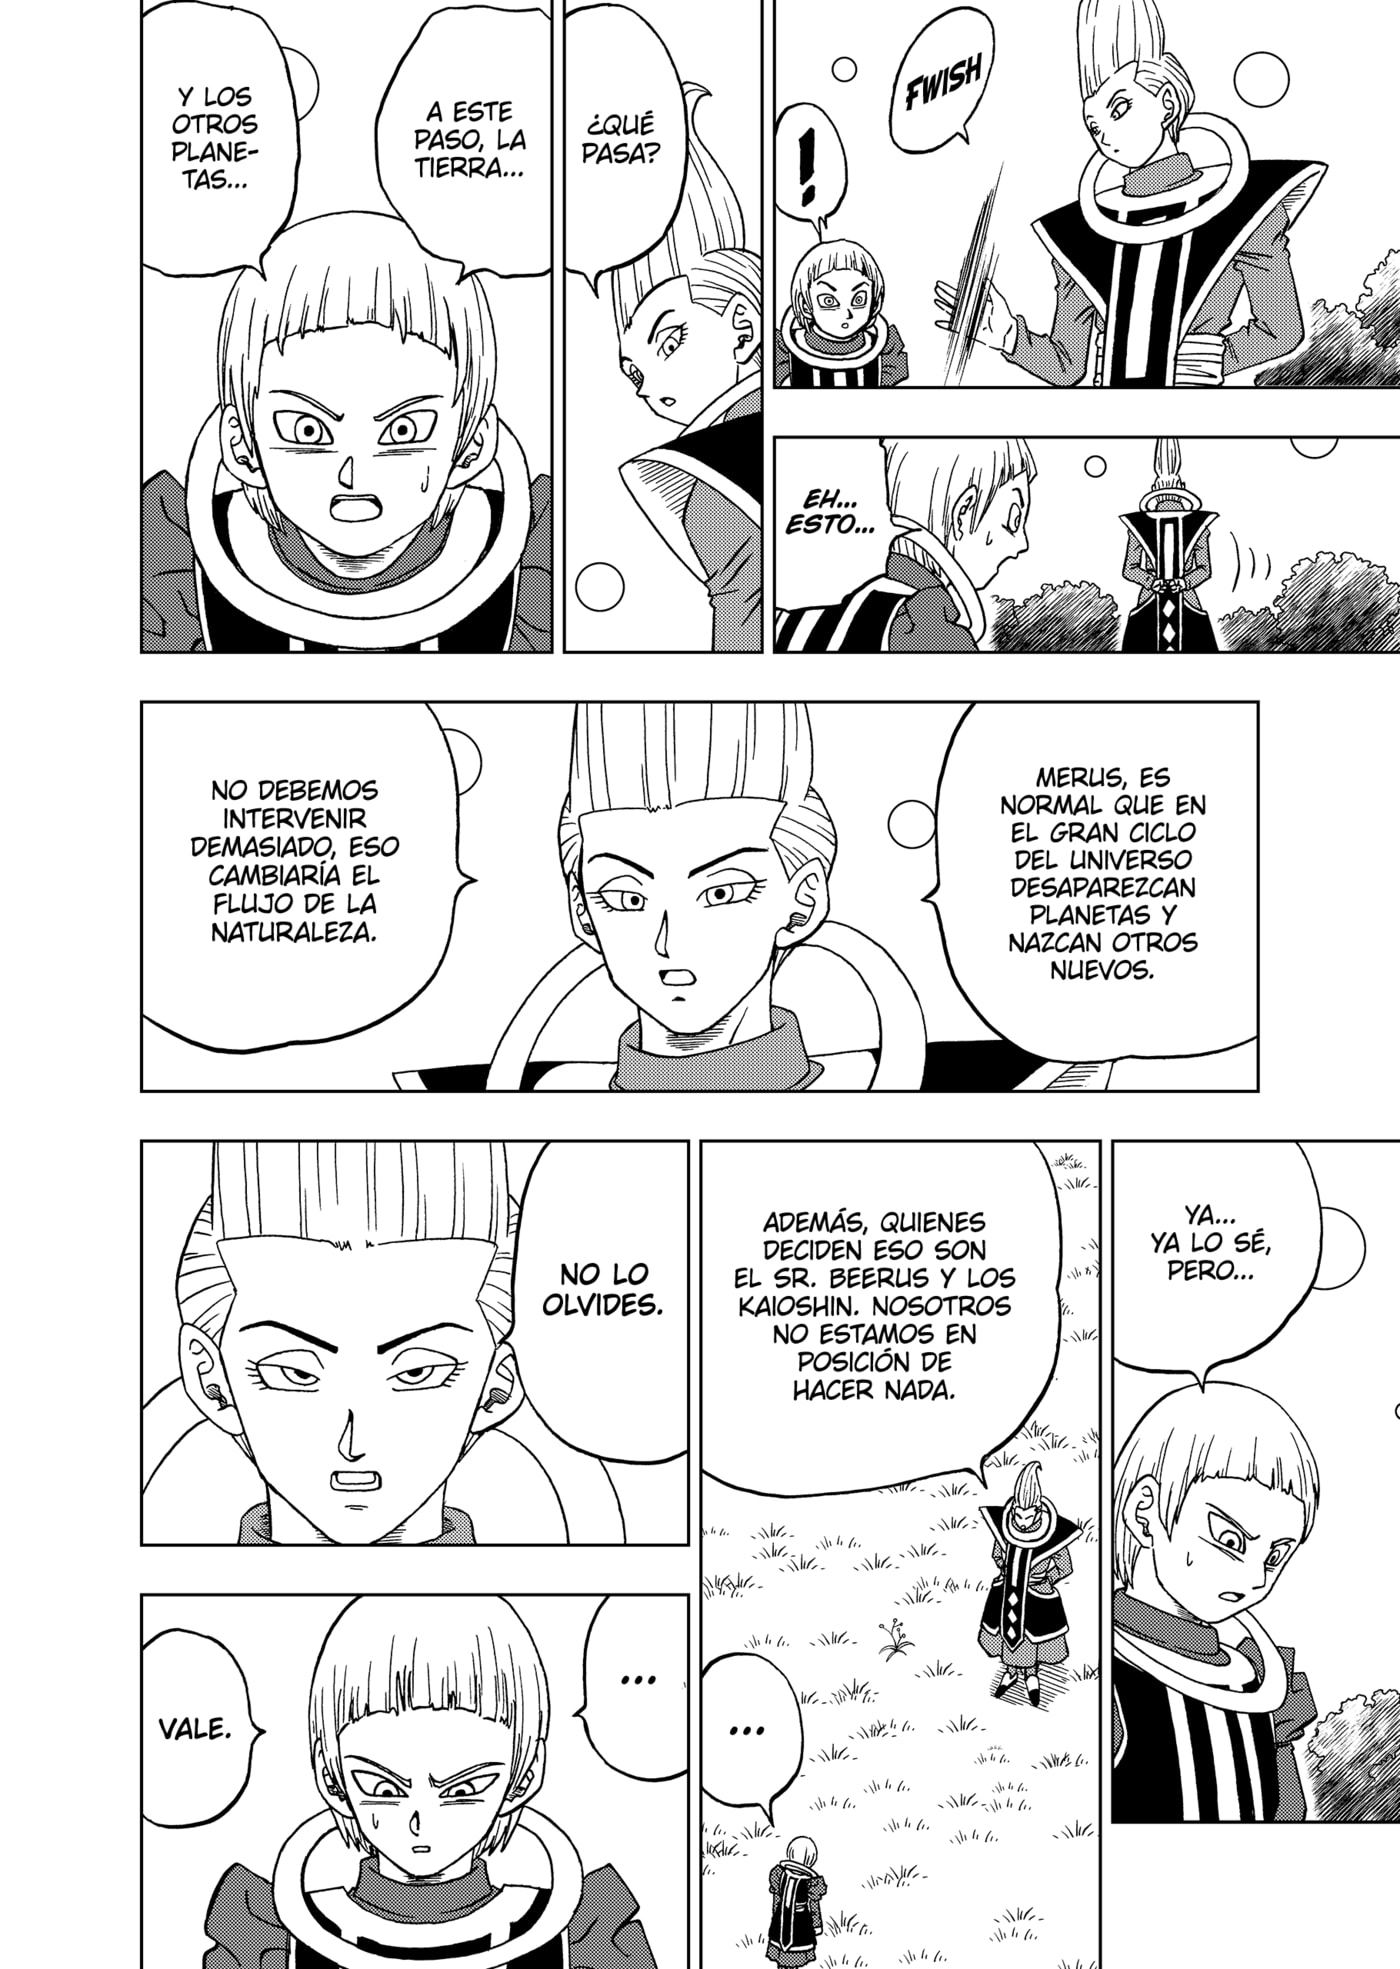 FWISH
!
EH...
ESTO...
¿QUÉ
PASA?
A ESTE
PASO, LA
TIERRA...
Y LOS
OTROS
PLANE-
TAS...
MERUS, ES
NORMAL QUE EN
EL GRAN CICLO
DEL UNIVERSO
DESAPAREZCAN
PLANETAS Y
NAZCAN OTROS
NUEVOS.
NO DEBEMOS
INTERVENIR
DEMASIADO, ESO
CAMBIARÍA EL
FLUJO DE LA
NATURALEZA.
YA...
YA LO SÉ,
PERO...
ADEMÁS, QUIENES
DECIDEN ESO SON
EL SR. BEERUS Y LOS
KAIOSHIN. NOSOTROS
NO ESTAMOS EN
POSICIÓN DE
HACER NADA.
...
NO LO
OLVIDES.
...
VALE.